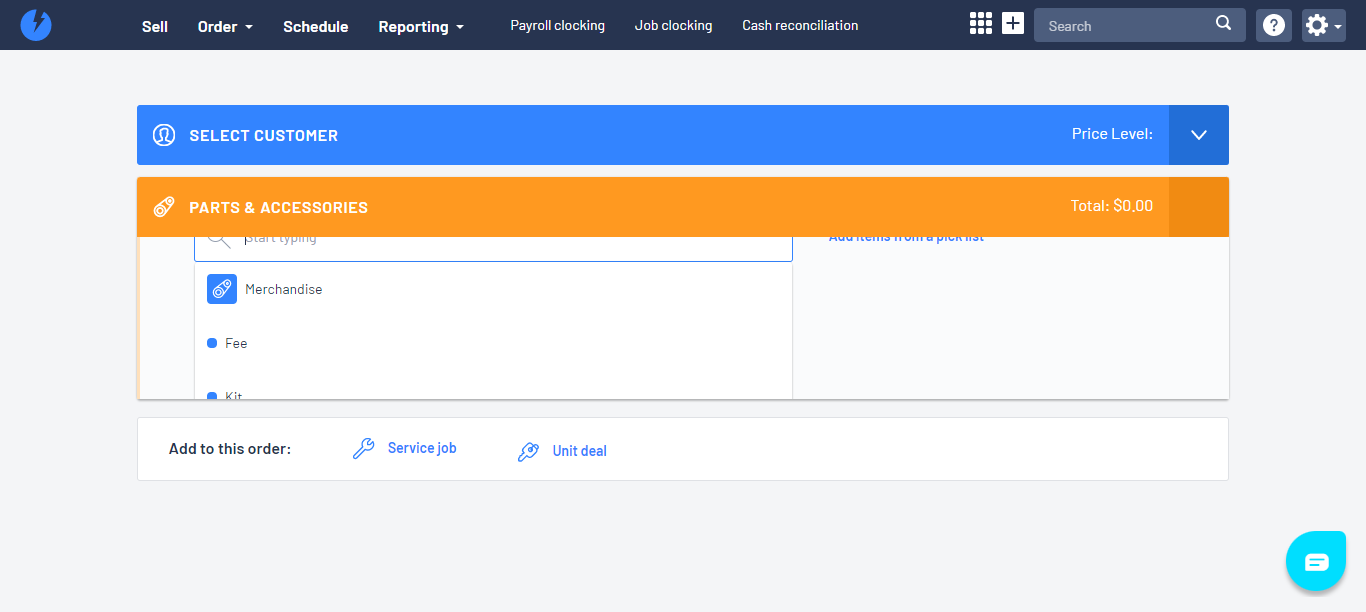 Sell Order Schedule Reporting Payroll clocking Job clocking Cash reconciliation Search ?
SELECT CUSTOMER Price Level:
PARTS & ACCESSORIES Total: $0.00
Start typing Add items from a pick list
Merchandise
Fee
Kit
Add to this order: Service job Unit deal